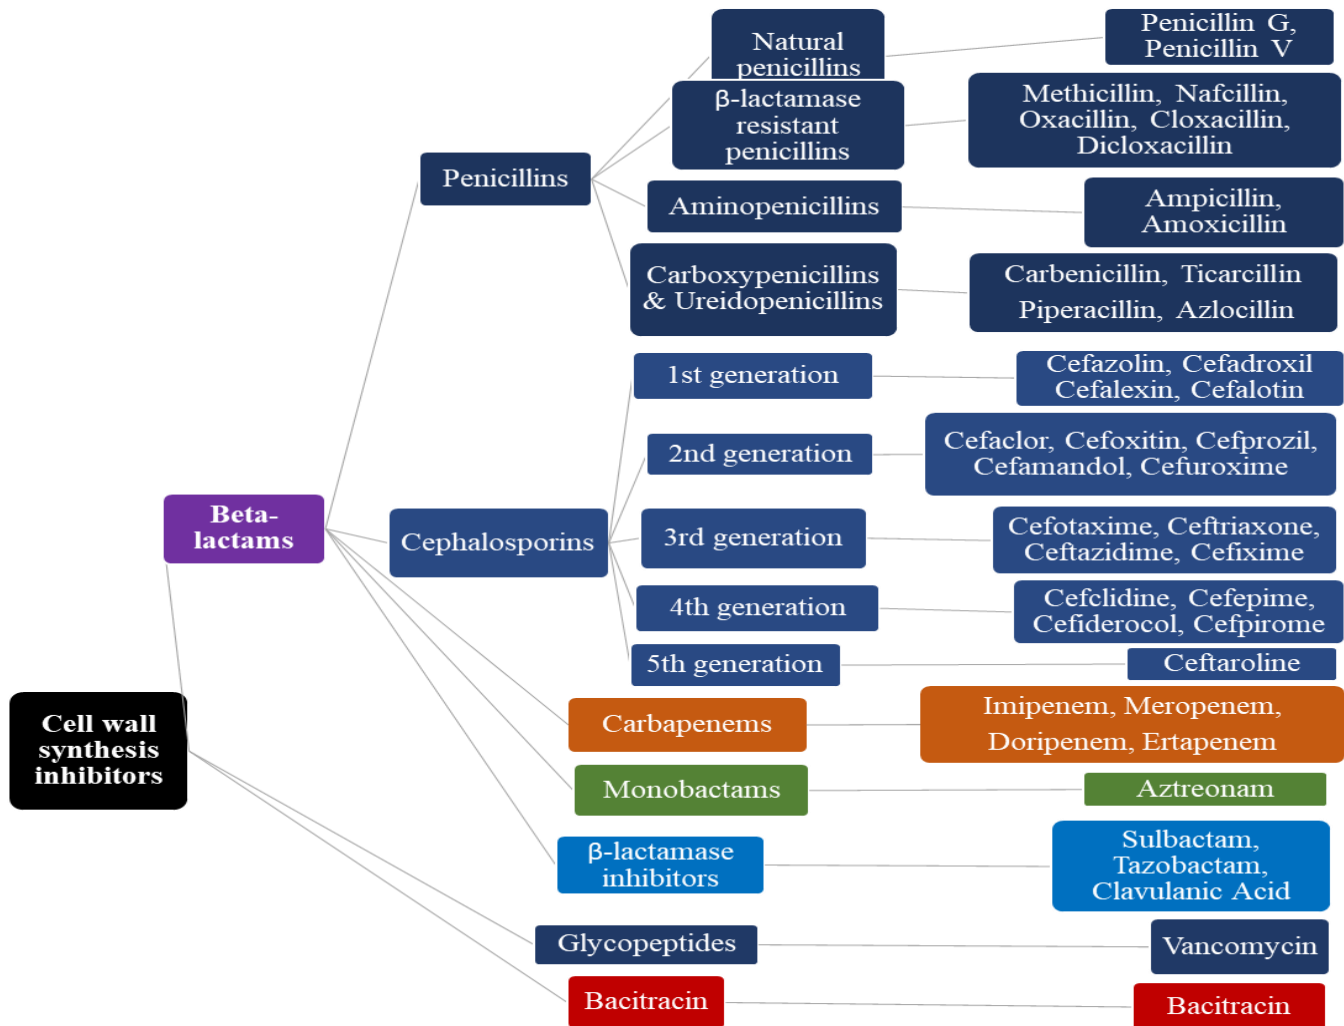 Natural
penicillins
Penicillin G,
Penicillin V
β-lactamase
resistant
penicillins
Methicillin, Nafcillin,
Oxacillin, Cloxacillin,
Dicloxacillin
Penicillins
Aminopenicillins
Ampicillin,
Amoxicillin
Carboxypenicillins
& Ureidopenicillins
Carbenicillin, Ticarcillin
Piperacillin, Azlocillin
1st generation
Cefazolin, Cefadroxil
Cefalexin, Cefalotin
2nd generation
Cefaclor, Cefoxitin, Cefprozil,
Cefamandol, Cefuroxime
Beta-
lactams
Cephalosporins
3rd generation
Cefotaxime, Ceftriaxone,
Ceftazidime, Cefixime
4th generation
Cefclidine, Cefepime,
Cefiderocol, Cefpirome
5th generation
Ceftaroline
Cell wall
synthesis
inhibitors
Carbapenems
Imipenem, Meropenem,
Doripenem, Ertapenem
Monobactams
Aztreonam
β-lactamase
inhibitors
Sulbactam,
Tazobactam,
Clavulanic Acid
Glycopeptides
Vancomycin
Bacitracin
Bacitracin